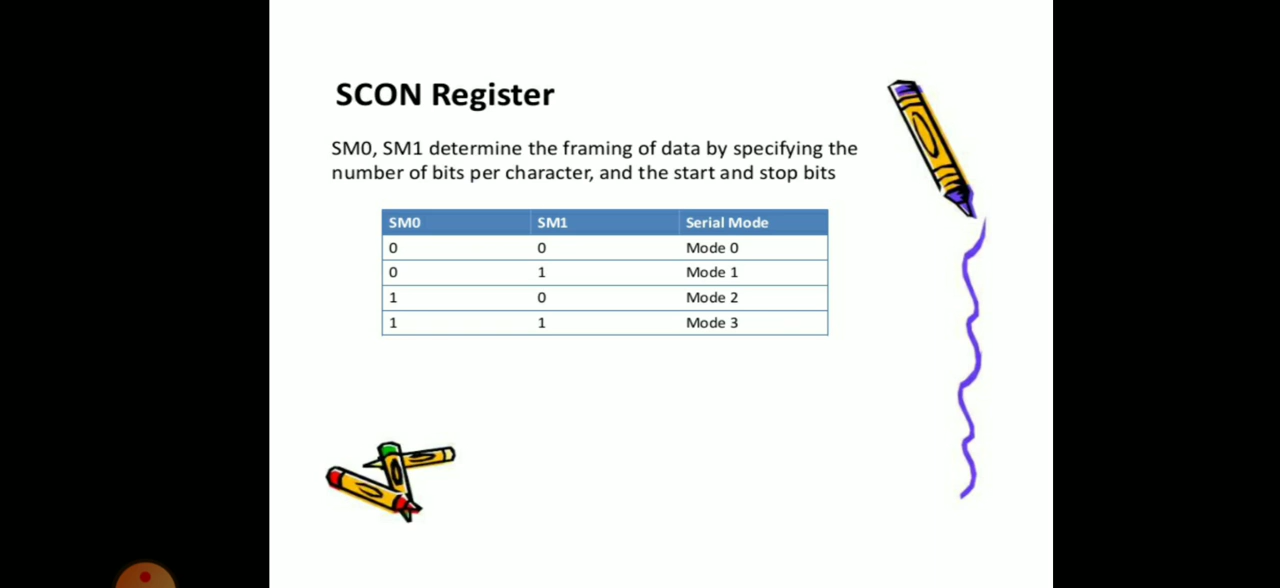 SCON Register
SM0, SM1 determine the framing of data by specifying the
number of bits per character, and the start and stop bits
SM0 SM1 Serial Mode
0 0 Mode 0
0 1 Mode 1
1 0 Mode 2
1 1 Mode 3